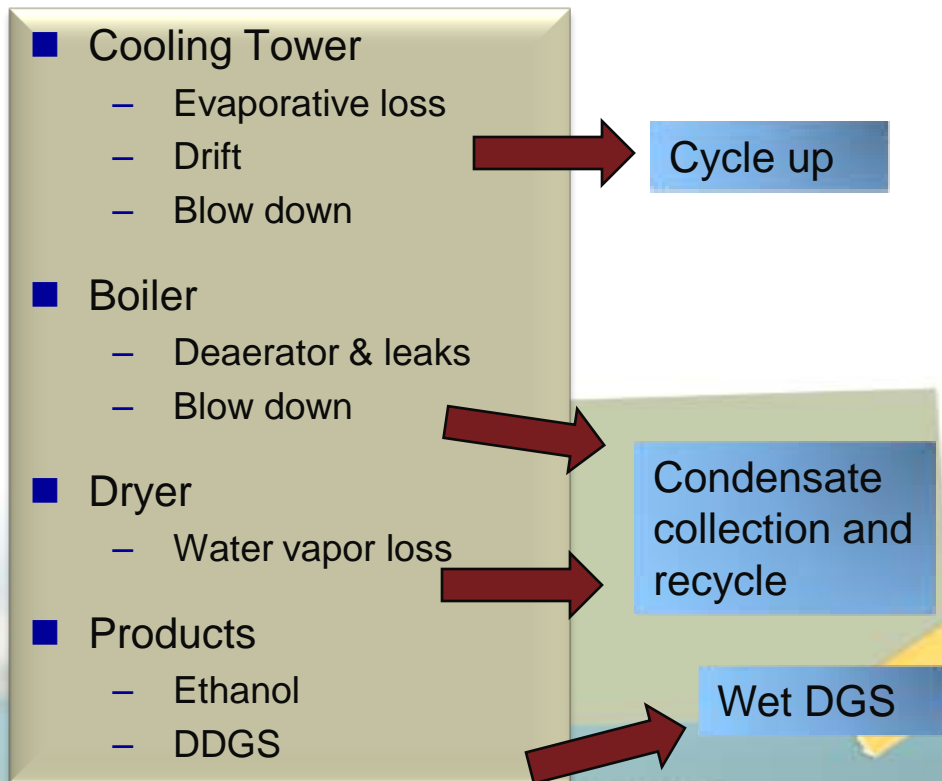 Cooling Tower
– Evaporative loss
– Drift
– Blow down
Cycle up
Boiler
– Deaerator & leaks
– Blow down
Dryer
– Water vapor loss
Condensate
collection and
recycle
Products
– Ethanol
– DDGS
Wet DGS